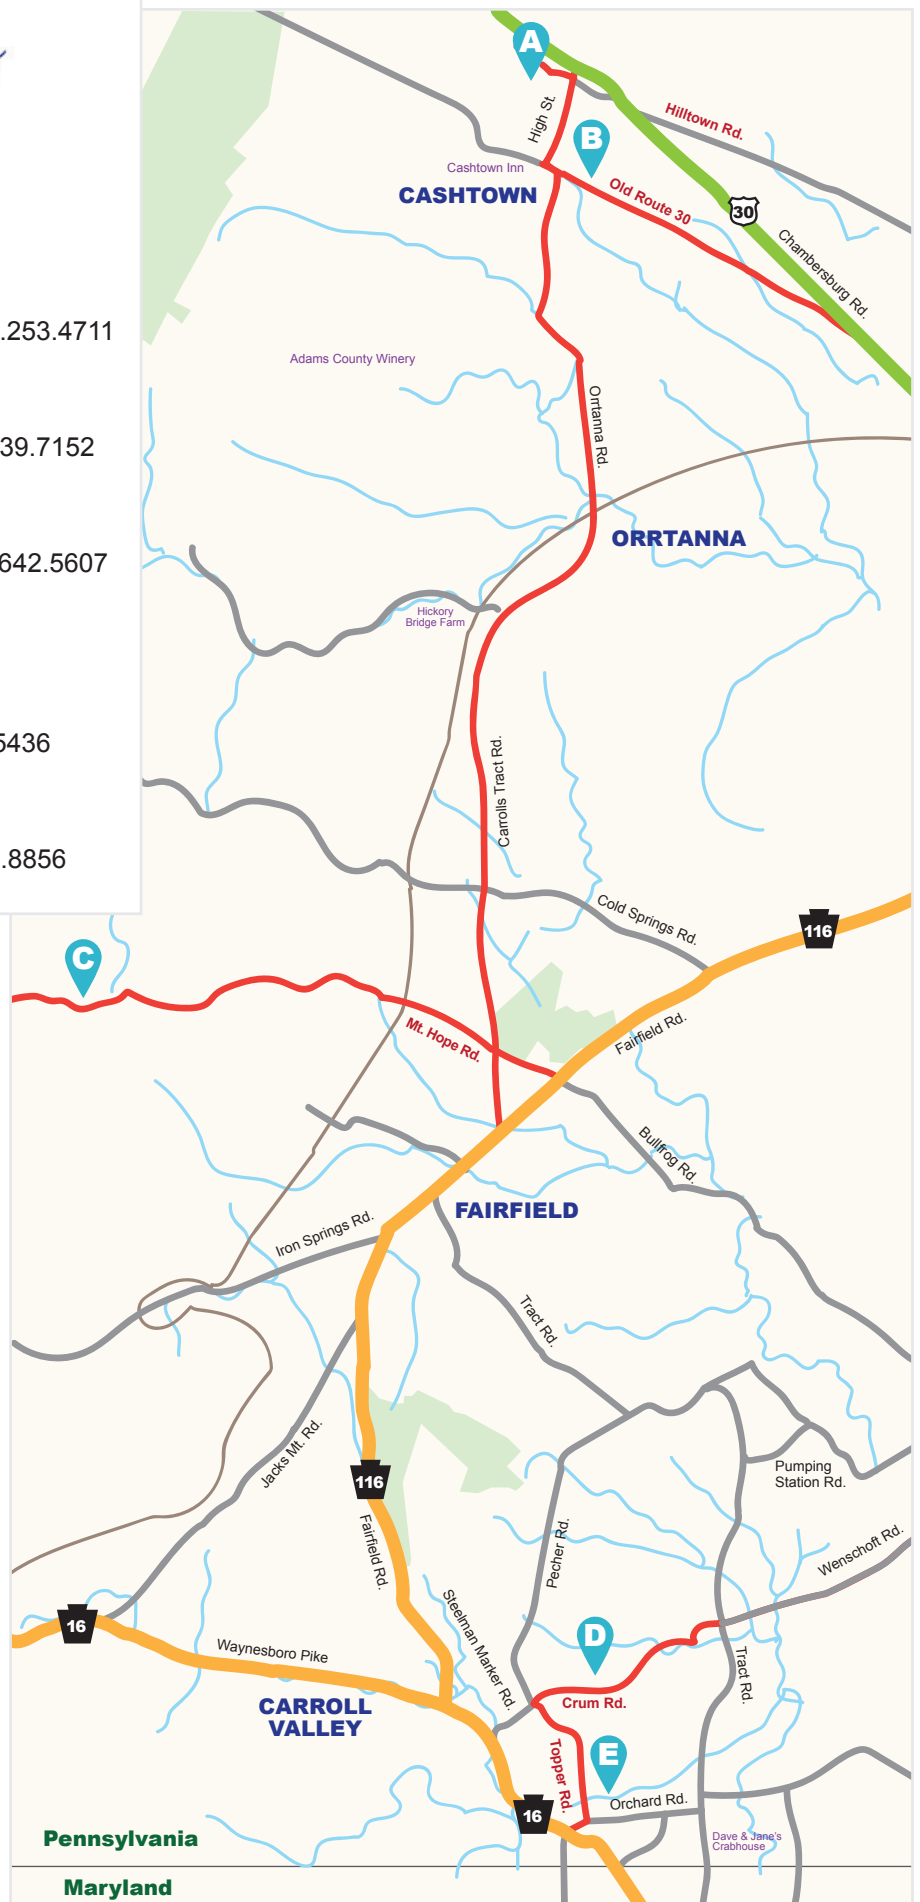 .253.4711
39.7152
642.5607
5436
.8856
A
High St.
Hilltown Rd.
B
Cashtown Inn
CASHTOWN
Old Route 30
30
Chambersburg Rd.
Adams County Winery
Orrtanna Rd.
ORRTANNA
Hickory
Bridge Farm
Carrolls Tract Rd.
Cold Springs Rd.
116
C
Mt. Hope Rd.
Fairfield Rd.
Bullfrog Rd.
FAIRFIELD
Iron Springs Rd.
Tract Rd.
Jacks Mt. Rd.
116
Pumping
Station Rd.
Fairfield Rd.
Pecher Rd.
Wenschoft Rd.
Steelman Marker Rd.
16
Waynesboro Pike
D
Tract Rd.
Crum Rd.
CARROLL
VALLEY
Topper Rd.
E
Orchard Rd.
16
Dave & Jane's
Crabhouse
Pennsylvania
Maryland